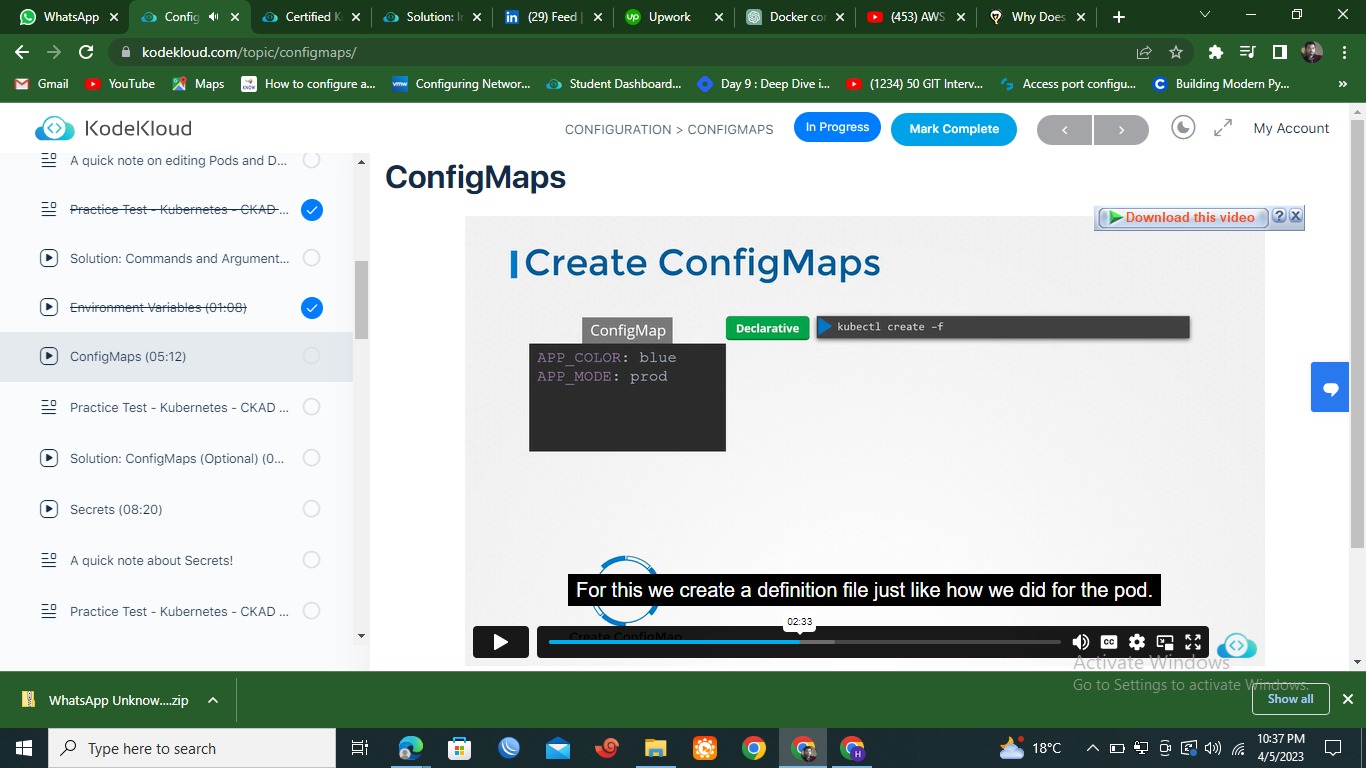 WhatsApp
Config
Certified K
Solution: I
(29) Feed |
Upwork
Docker co
(453) AWS
Why Does
kodekloud.com/topic/configmaps/
Gmail
YouTube
Maps
How to configure a...
Configuring Networ...
Student Dashboard...
Day 9 : Deep Dive i...
(1234) 50 GIT Interv...
Access port configu...
Building Modern Py...
»
KodeKloud
CONFIGURATION > CONFIGMAPS
In Progress
Mark Complete
<
>
My Account
A quick note on editing Pods and D...
Practice Test - Kubernetes - CKAD ...
Solution: Commands and Argument...
Environment Variables (01:08)
ConfigMaps (05:12)
Practice Test - Kubernetes - CKAD ...
Solution: ConfigMaps (Optional) (0...
Secrets (08:20)
A quick note about Secrets!
Practice Test - Kubernetes - CKAD ...
ConfigMaps
Download this video
? X
Create ConfigMaps
ConfigMap
APP_COLOR: blue
APP_MODE: prod
Declarative
kubectl create –f
For this we create a definition file just like how we did for the pod.
02:33
Create ConfigMap
CC
Activate Windows
Go to Settings to activate Windows.
WhatsApp Unknow....zip
Show all
Type here to search
H
18°C
10:37 PM
4/5/2023